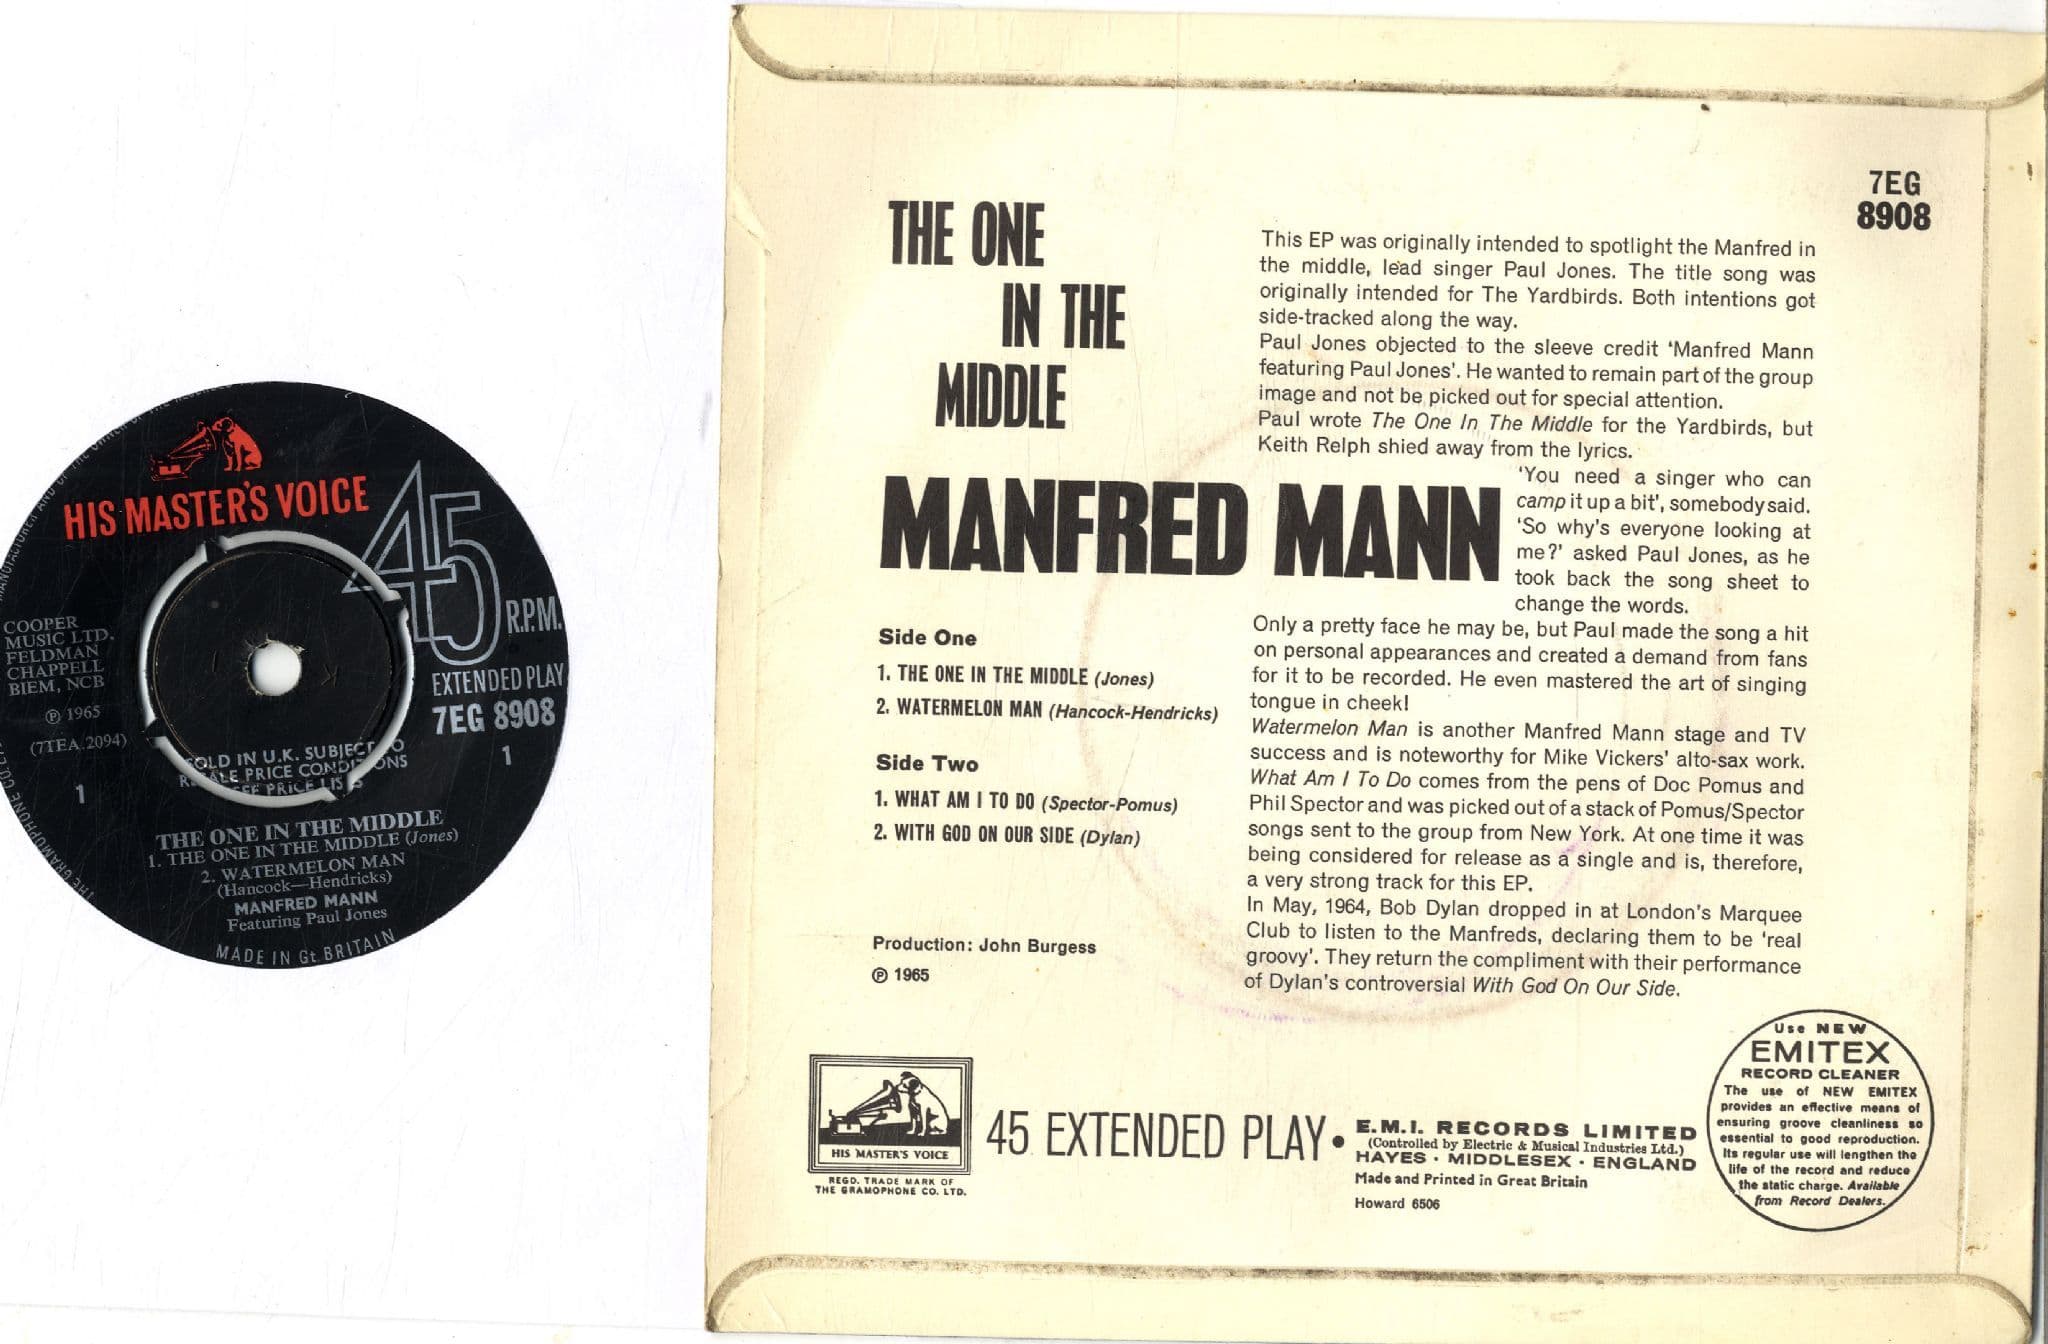 HIS MASTER'S VOICE
45
R.P.M.
EXTENDED PLAY
7EG 8908
1
COOPER
MUSIC LTD.
FELDMAN
CHAPPELL
BIEM, NCB
℗ 1965
(7TEA.2094)
1
SOLD IN U.K. SUBJECT TO
PRICE CONDITIONS
PRICE
THE ONE IN THE MIDDLE
1. THE ONE IN THE MIDDLE (Jones)
2. WATERMELON MAN
(Hancock—Hendricks)
MANFRED MANN
Featuring Paul Jones
MADE IN Gt. BRITAIN
THE GRAMOPHONE CO.
7EG
8908
THE ONE
IN THE
MIDDLE
MANFRED MANN
Side One
1. THE ONE IN THE MIDDLE (Jones)
2. WATERMELON MAN (Hancock-Hendricks)
Side Two
1. WHAT AM I TO DO (Spector-Pomus)
2. WITH GOD ON OUR SIDE (Dylan)
Production: John Burgess
℗ 1965
This EP was originally intended to spotlight the Manfred in
the middle, lead singer Paul Jones. The title song was
originally intended for The Yardbirds. Both intentions got
side-tracked along the way.
Paul Jones objected to the sleeve credit ‘Manfred Mann
featuring Paul Jones’. He wanted to remain part of the group
image and not be picked out for special attention.
Paul wrote The One In The Middle for the Yardbirds, but
Keith Relph shied away from the lyrics.
‘You need a singer who can
camp it up a bit’, somebody said.
‘So why’s everyone looking at
me?’ asked Paul Jones, as he
took back the song sheet to
change the words.
Only a pretty face he may be, but Paul made the song a hit
on personal appearances and created a demand from fans
for it to be recorded. He even mastered the art of singing
tongue in cheek!
Watermelon Man is another Manfred Mann stage and TV
success and is noteworthy for Mike Vickers’ alto-sax work.
What Am I To Do comes from the pens of Doc Pomus and
Phil Spector and was picked out of a stack of Pomus/Spector
songs sent to the group from New York. At one time it was
being considered for release as a single and is, therefore,
a very strong track for this EP.
In May, 1964, Bob Dylan dropped in at London’s Marquee
Club to listen to the Manfreds, declaring them to be ‘real
groovy’. They return the compliment with their performance
of Dylan’s controversial With God On Our Side.
HIS MASTER'S VOICE
REGD. TRADE MARK OF
THE GRAMOPHONE CO. LTD.
45 EXTENDED PLAY •
E.M.I. RECORDS LIMITED
(Controlled by Electric & Musical Industries Ltd.)
HAYES · MIDDLESEX · ENGLAND
Made and Printed in Great Britain
Howard 6506
Use NEW
EMITEX
RECORD CLEANER
The use of NEW EMITEX
provides an effective means of
ensuring groove cleanliness so
essential to good reproduction.
Its regular use will lengthen the
life of the record and reduce
the static charge. Available
from Record Dealers.